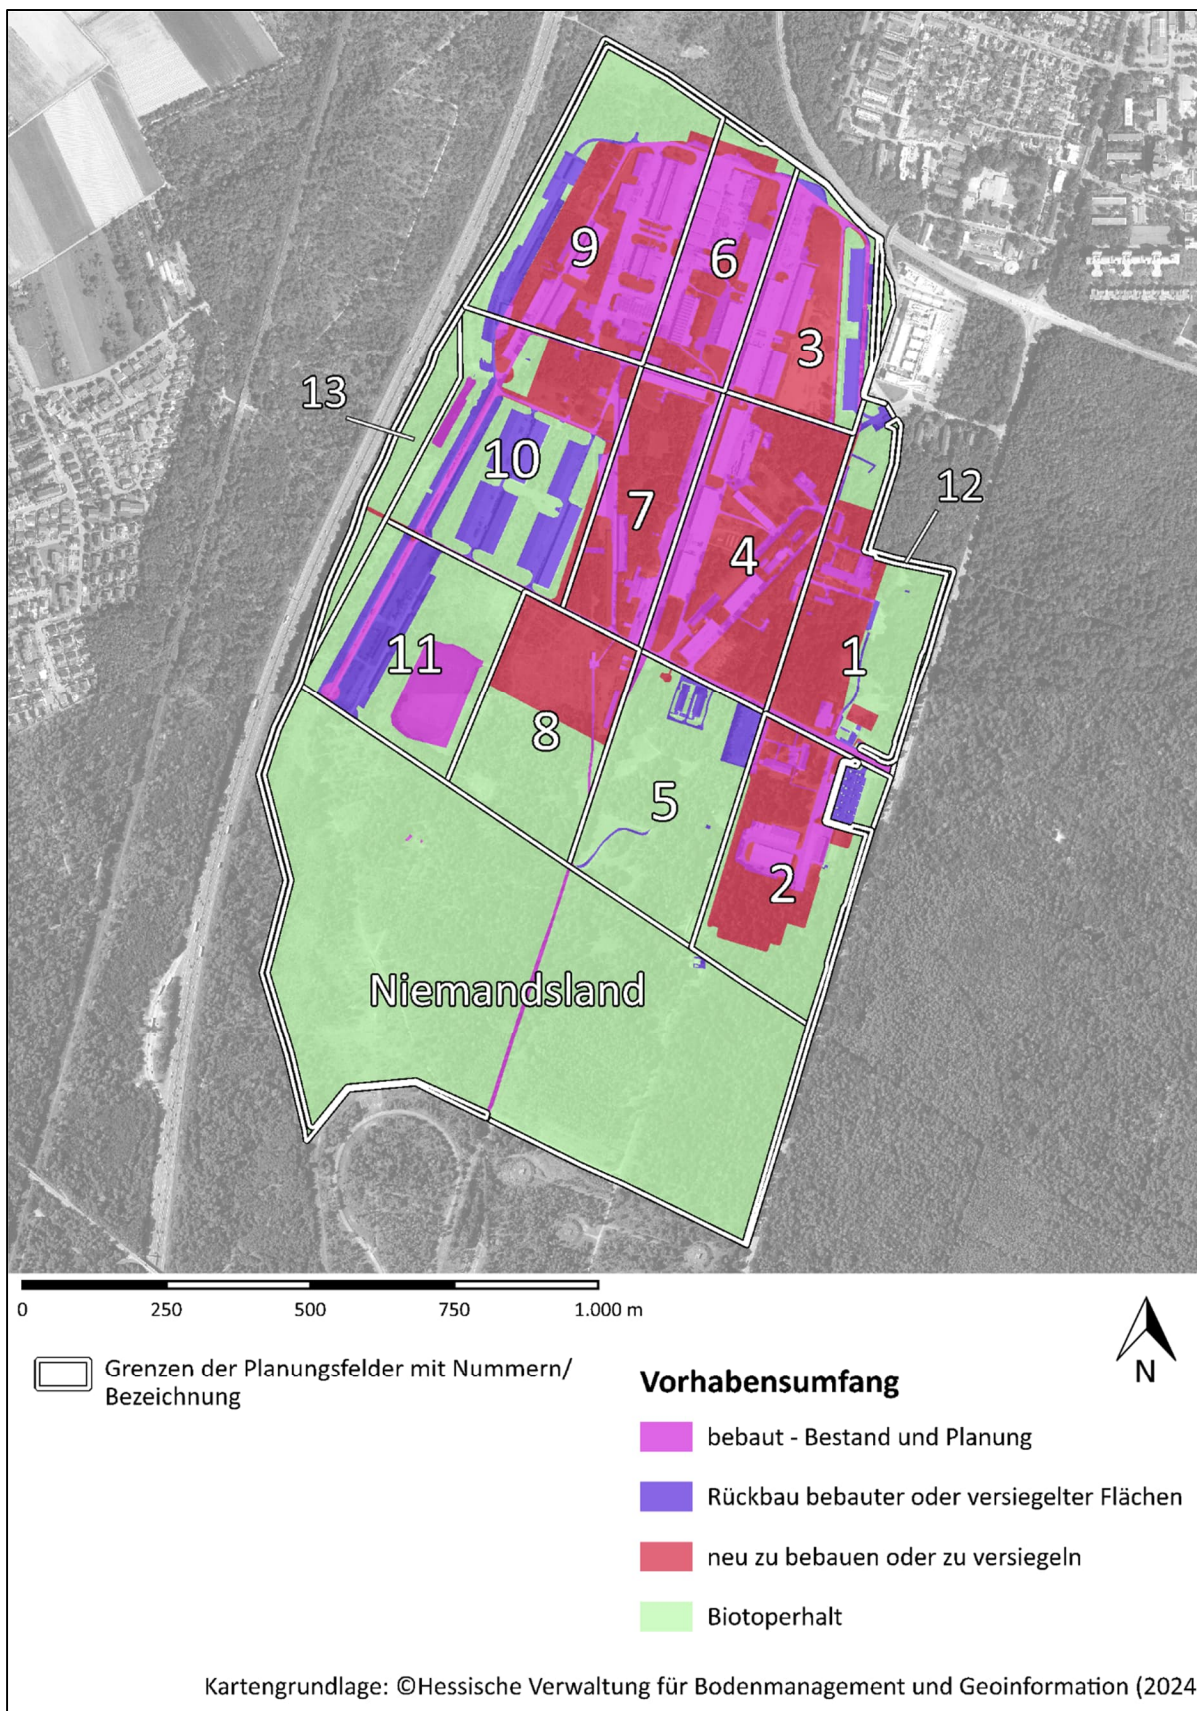 9
6
3
13
10
12
7
4
1
11
8
5
2
Niemandsland
0 250 500 750 1.000 m
N
Grenzen der Planungsfelder mit Nummern/
Bezeichnung
Vorhabensumfang
bebaut - Bestand und Planung
Rückbau bebauter oder versiegelter Flächen
neu zu bebauen oder zu versiegeln
Biotoperhalt
Kartengrundlage: ©Hessische Verwaltung für Bodenmanagement und Geoinformation (2024